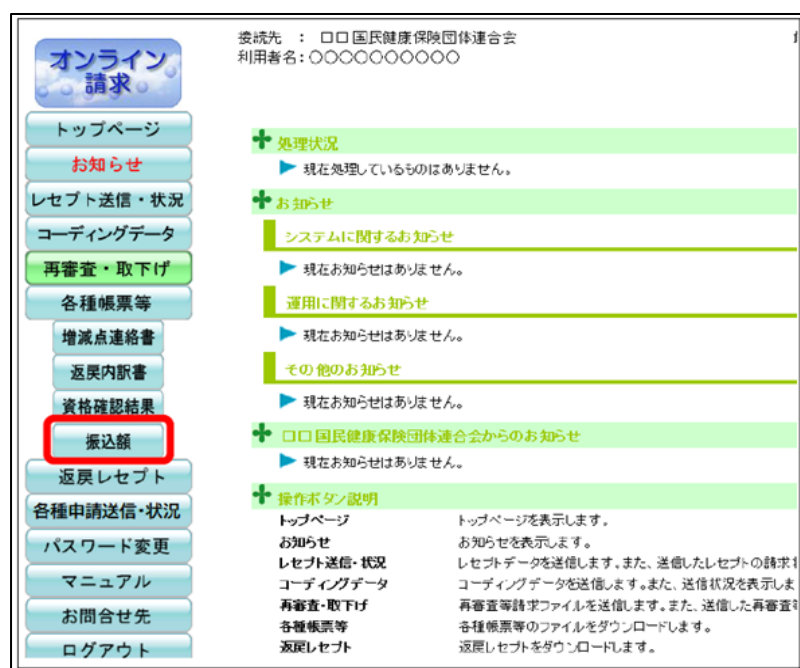 オンライン
請求
トップページ
お知らせ
レセプト送信・状況
コーディングデータ
再審査・取下げ
各種帳票等
増減点連絡書
返戻内訳書
資格確認結果
振込額
返戻レセプト
各種申請送信・状況
パスワード変更
マニュアル
お問合せ先
ログアウト
接続先 : 口口国民健康保険団体連合会
利用者名:〇〇〇〇〇〇〇〇〇〇
処理状況
現在処理しているものはありません。
お知らせ
システムに関するお知らせ
現在お知らせはありません。
運用に関するお知らせ
現在お知らせはありません。
その他のお知らせ
現在お知らせはありません。
口口国民健康保険団体連合会からのお知らせ
現在お知らせはありません。
操作ボタン説明
トップページ トップページを表示します。
お知らせ お知らせを表示します。
レセプト送信・状況 レセプトデータを送信します。また、送信したレセプトの請求
コーディングデータ コーディングデータを送信します。また、送信状況を表示しま
再審査・取下げ 再審査等請求ファイルを送信します。また、送信した再審査
各種帳票等 各種帳票等のファイルをダウンロードします。
返戻レセプト 返戻レセプトをダウンロードします。